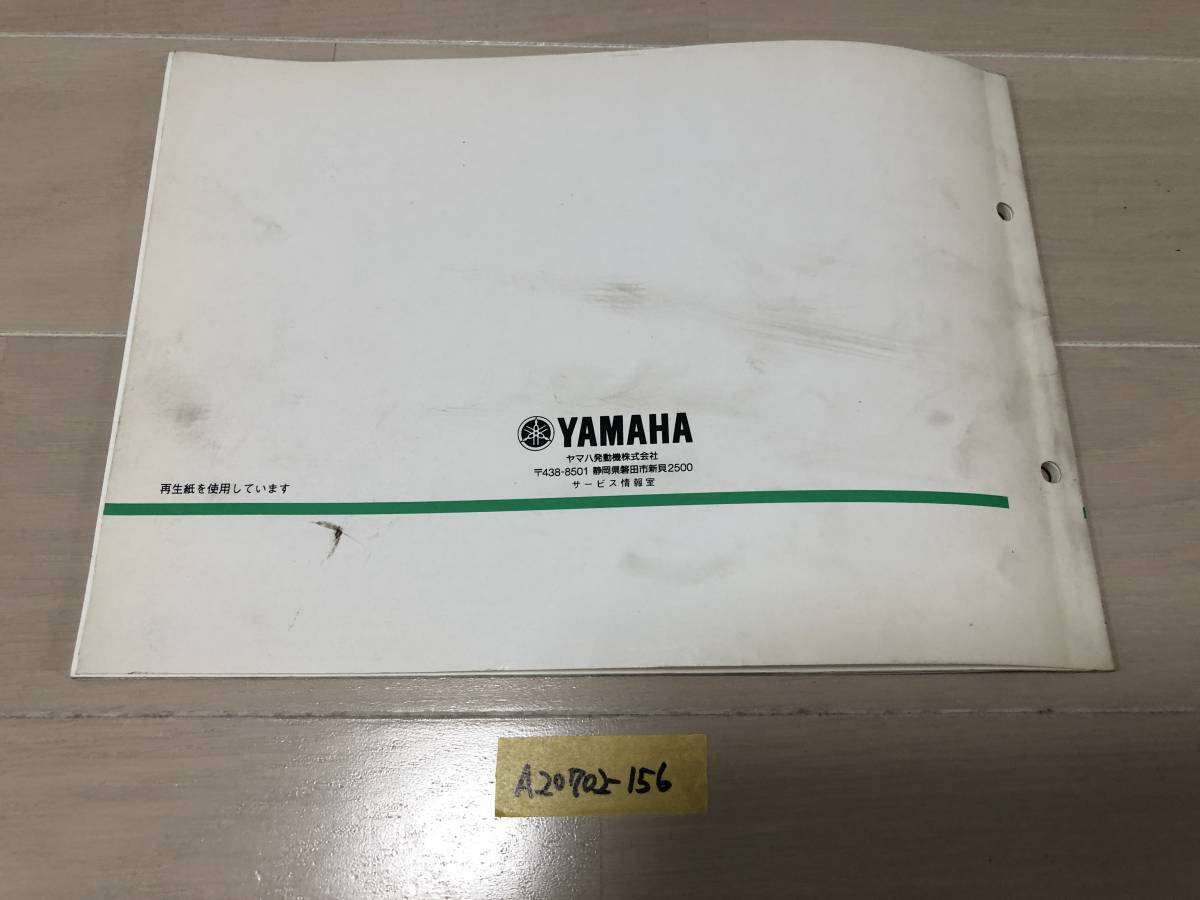 YAMAHA
ヤマハ発動機株式会社
〒438-8501 静岡県磐田市新貝2500
サービス情報室
再生紙を使用しています
A20702-156